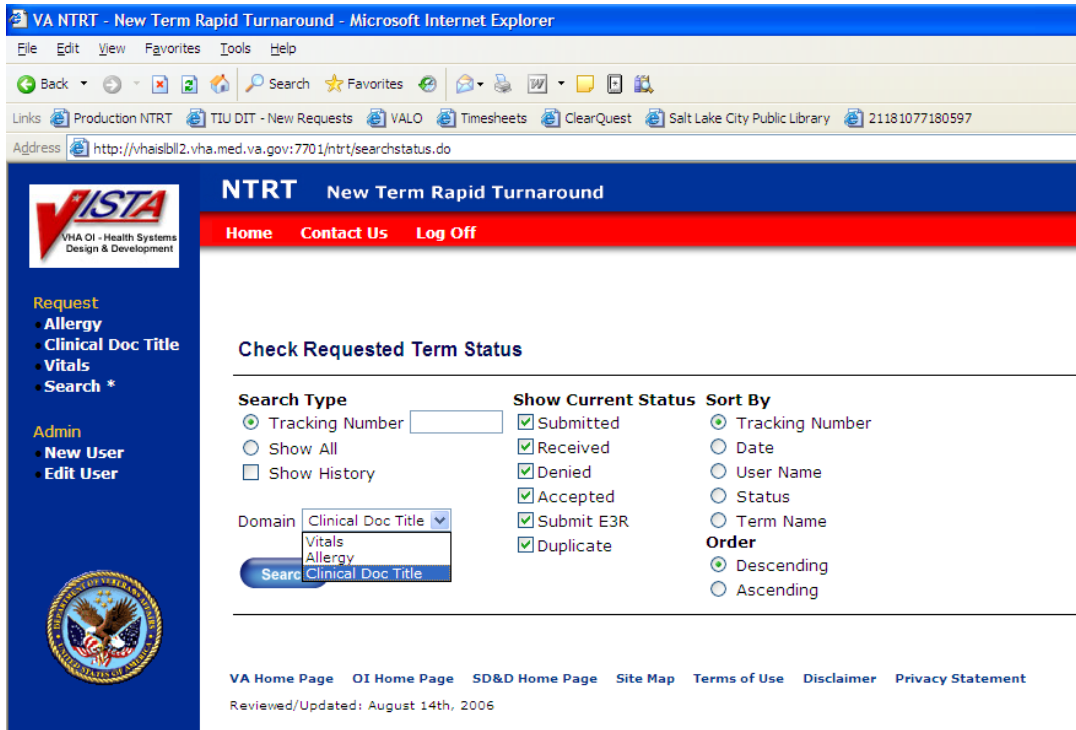 VA NTRT - New Term Rapid Turnaround - Microsoft Internet Explorer
File Edit View Favorites Tools Help
Back Search Favorites
Links Production NTRT TIU DIT - New Requests VALO Timesheets ClearQuest Salt Lake City Public Library 21181077180597
Address http://vhaislbll2.vha.med.va.gov:7701/ntrt/searchstatus.do
VISTA
VHA OI - Health Systems
Design & Development
NTRT New Term Rapid Turnaround
Home Contact Us Log Off
Request
Allergy
Clinical Doc Title
Vitals
Search *
Admin
New User
Edit User
Check Requested Term Status
Search Type
Tracking Number
Show All
Show History
Domain Clinical Doc Title
Vitals
Allergy
Clinical Doc Title
Searc
Show Current Status
Submitted
Received
Denied
Accepted
Submit E3R
Duplicate
Sort By
Tracking Number
Date
User Name
Status
Term Name
Order
Descending
Ascending
VA Home Page OI Home Page SD&D Home Page Site Map Terms of Use Disclaimer Privacy Statement
Reviewed/Updated: August 14th, 2006